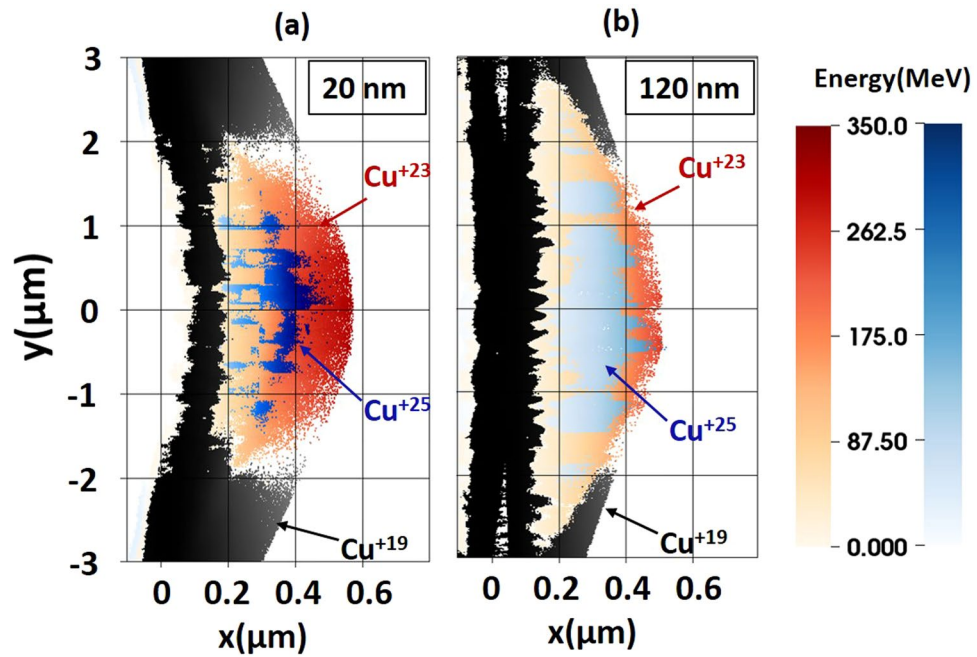 (a)
(b)
Energy(MeV)
20 nm
120 nm
Cu+23
Cu+25
Cu+19
Cu+23
Cu+25
Cu+19
3
2
1
0
-1
-2
-3
y(μm)
0 0.2 0.4 0.6
x(μm)
0 0.2 0.4 0.6
x(μm)
350.0
262.5
175.0
87.50
0.000